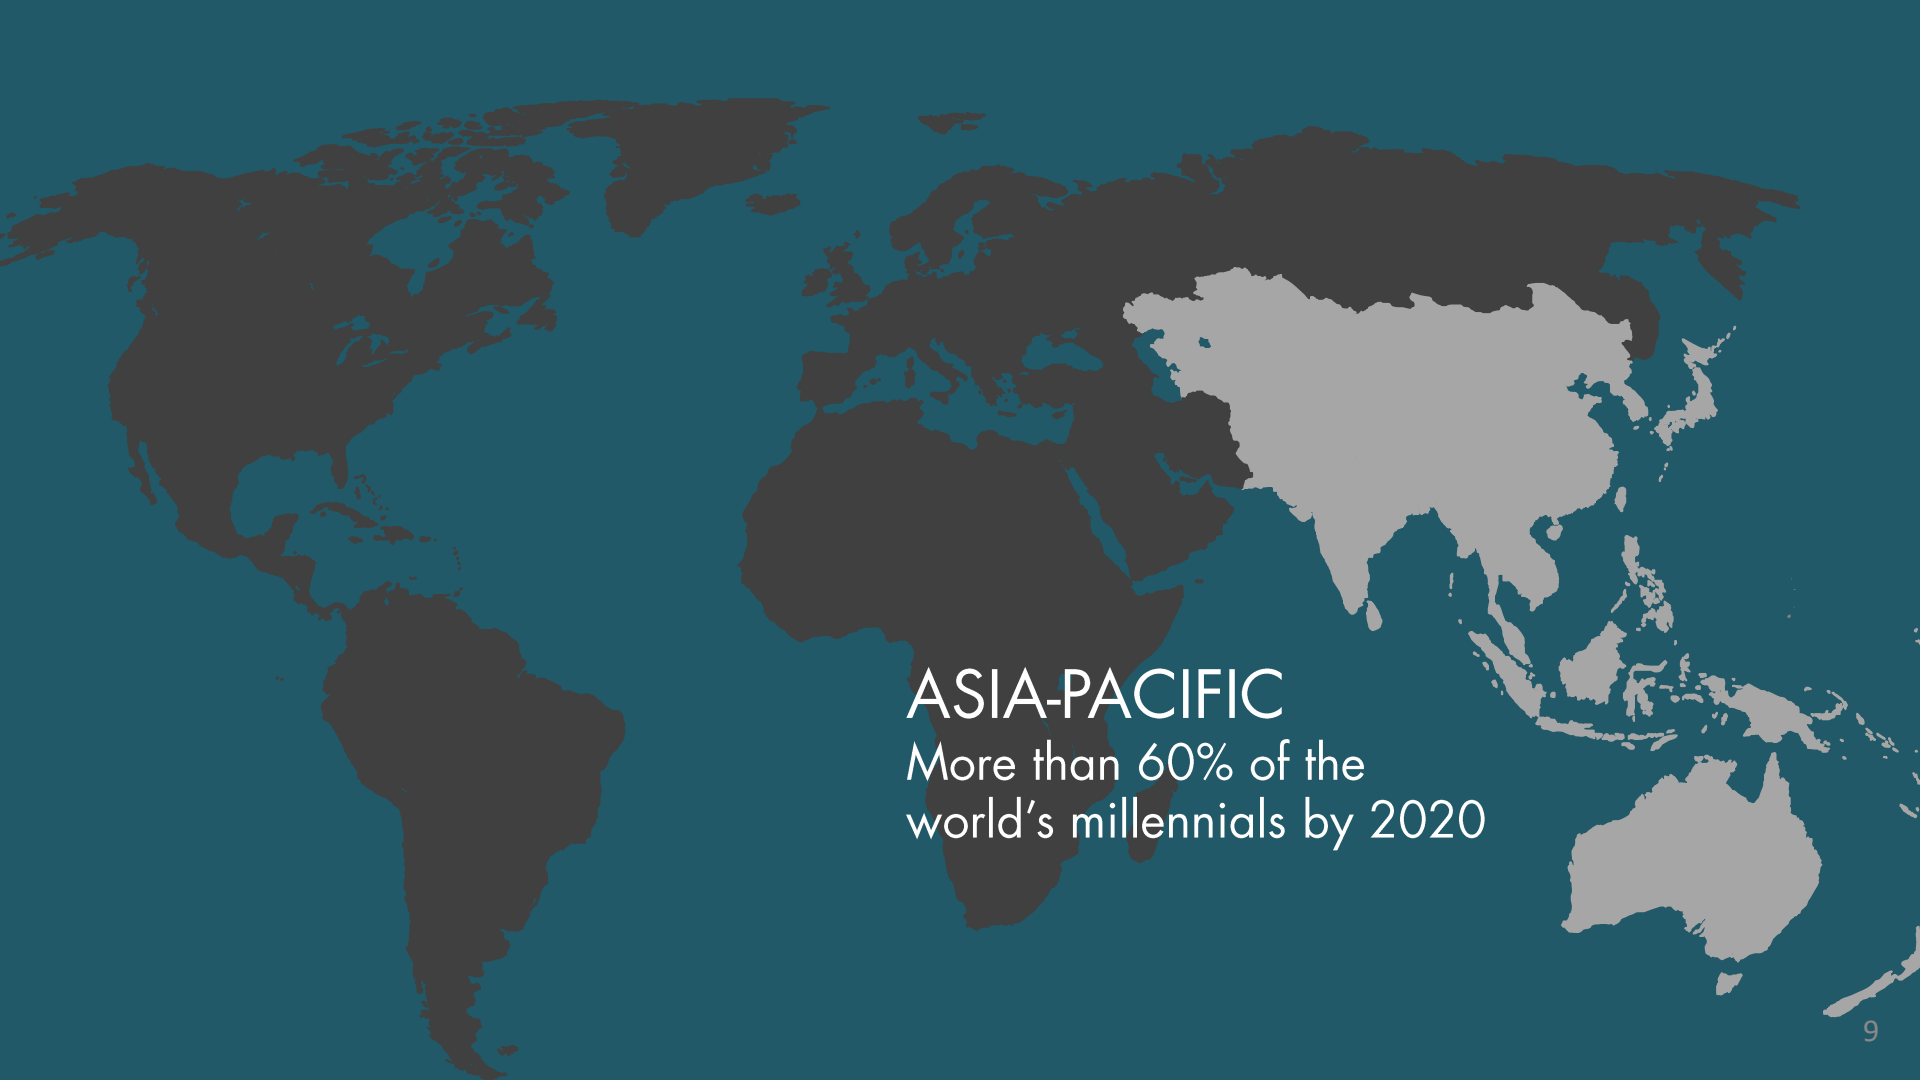 ASIA-PACIFIC
More than 60% of the
world’s millennials by 2020
9